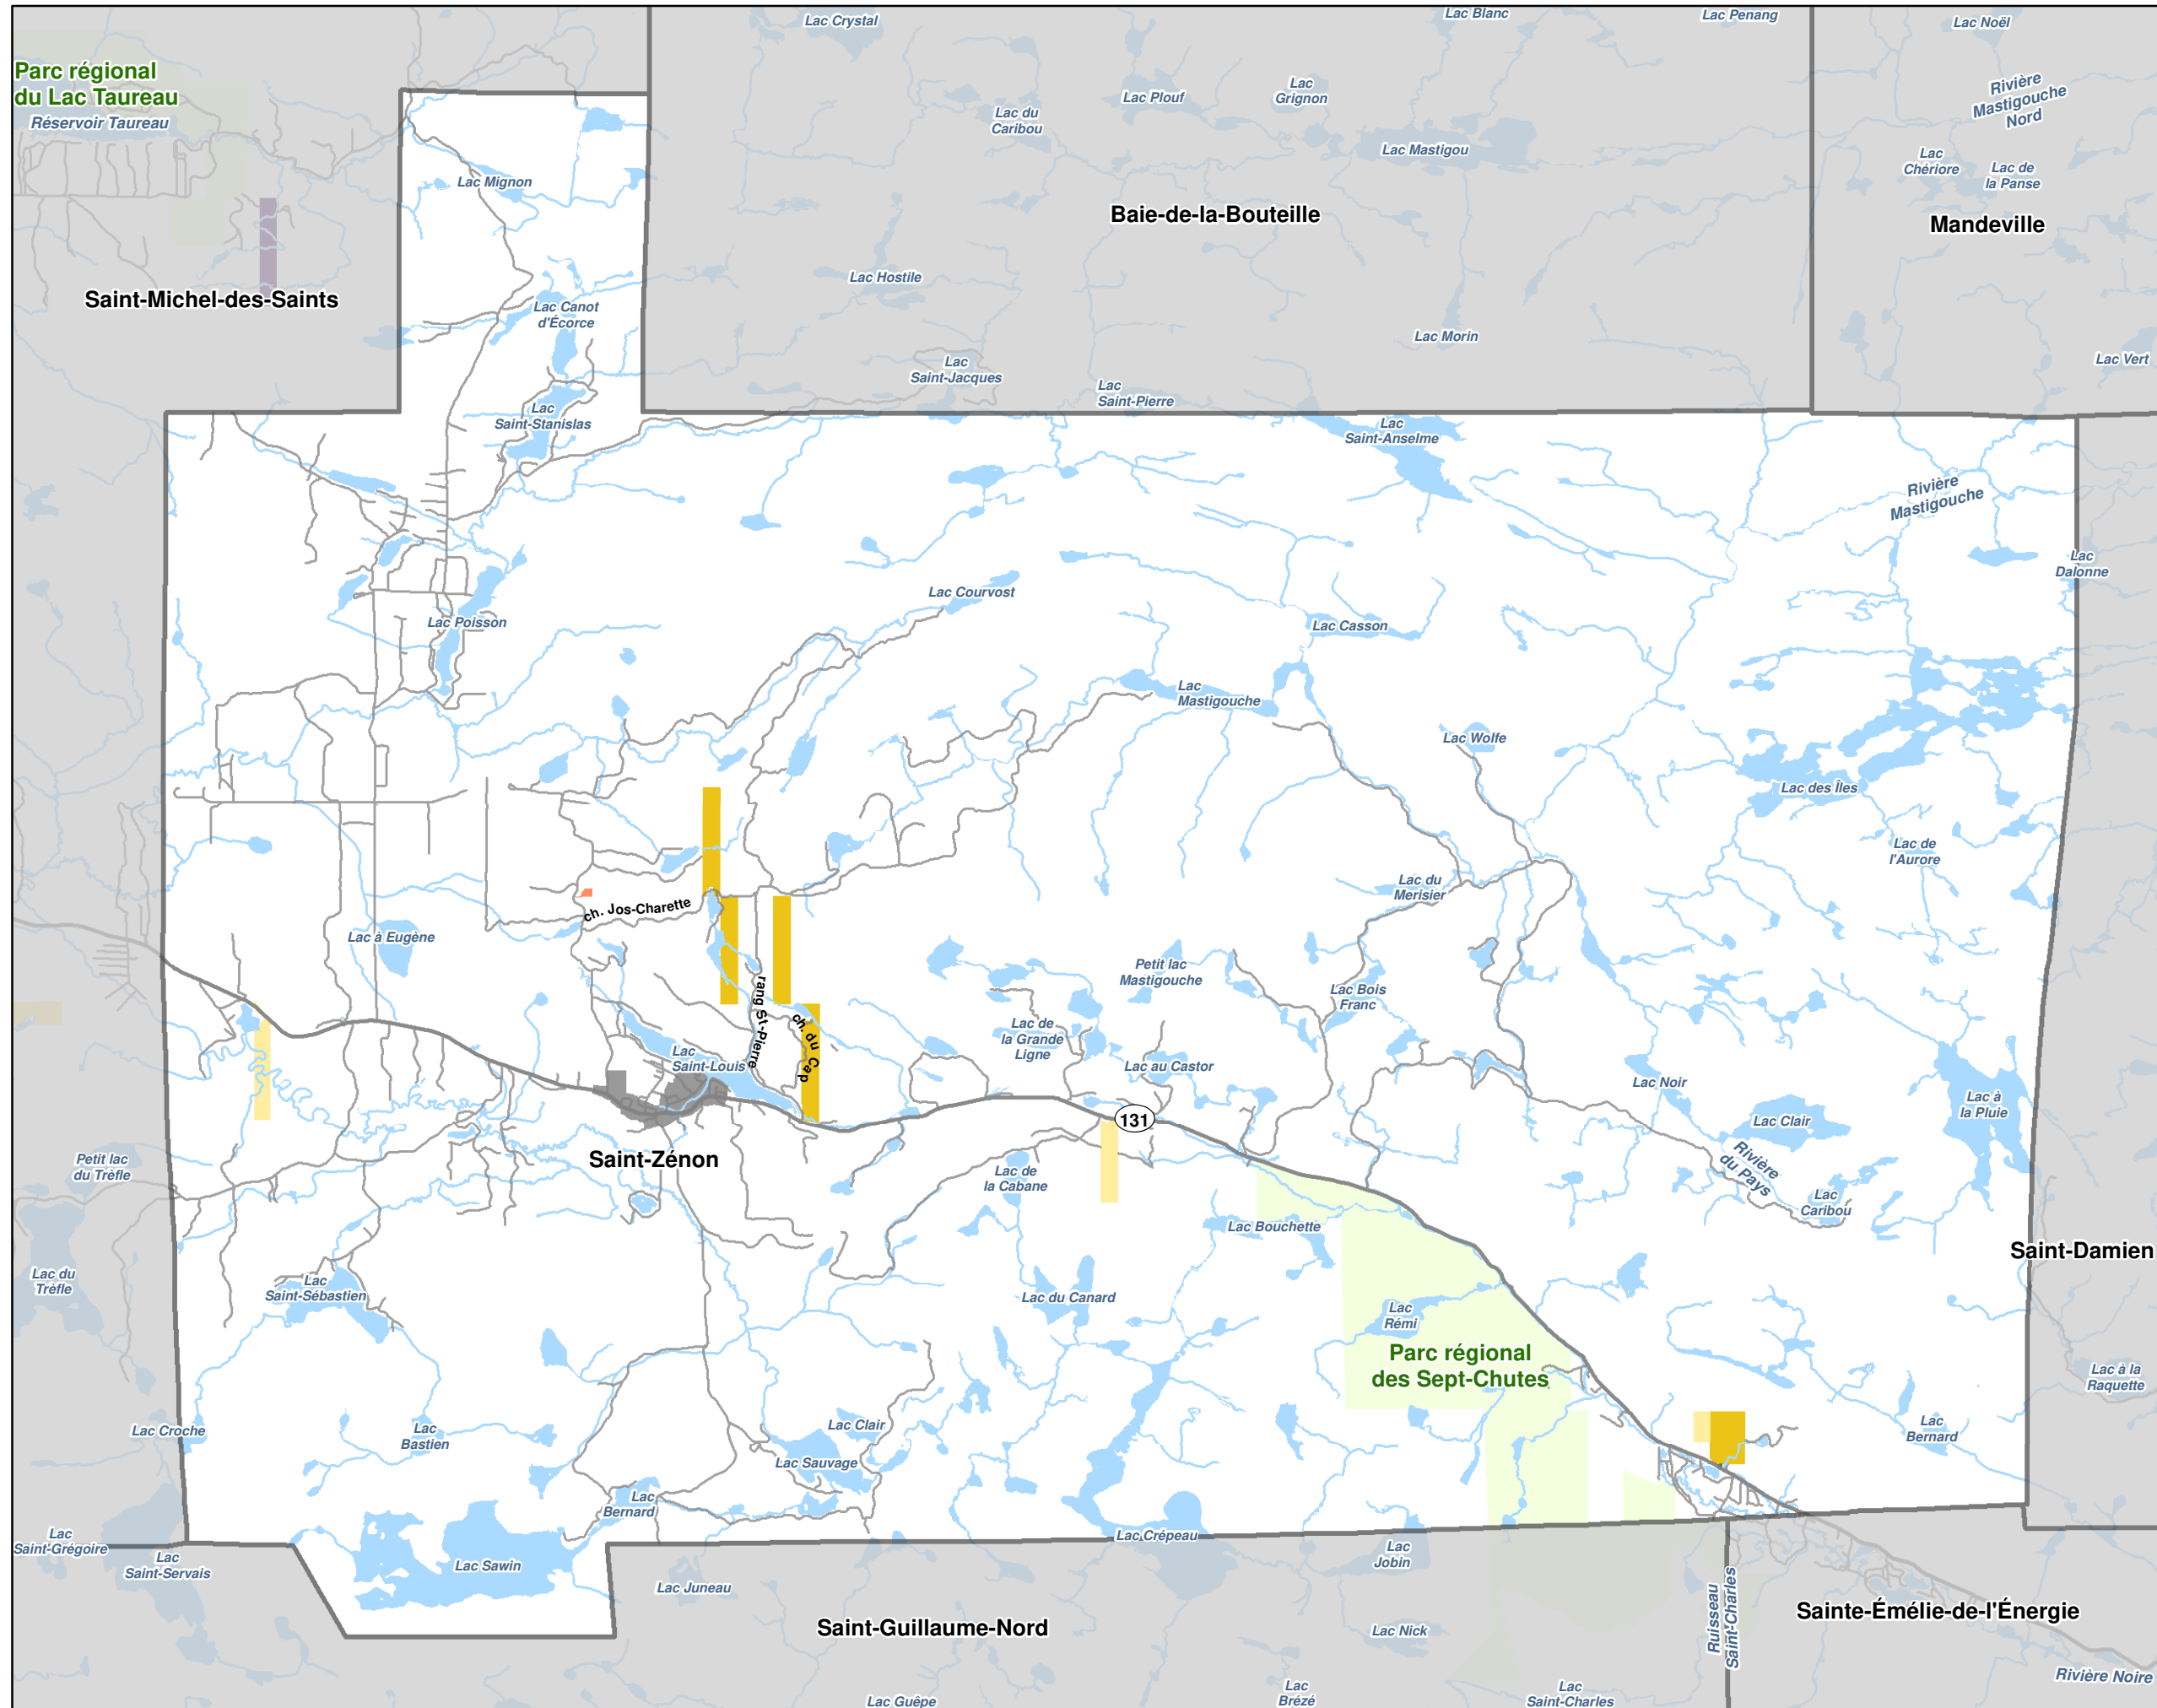 Lac Crystal
Lac Blanc
Lac Penang
Lac Noël
Parc régional
du Lac Taureau
Réservoir Taureau
Lac Plouf
Lac
Grignon
Rivière
Mastigouche
Nord
Lac du
Caribou
Lac Mastigou
Lac
Chériore
Lac de
la Panse
Lac Mignon
Baie-de-la-Bouteille
Mandeville
Lac Hostile
Saint-Michel-des-Saints
Lac Canot
d'Écorce
Lac Morin
Lac Vert
Lac
Saint-Jacques
Lac
Saint-Pierre
Lac
Saint-Stanislas
Lac
Saint-Anselme
Rivière
Mastigouche
Lac
Dalonne
Lac Courvost
Lac Poisson
Lac Casson
Lac
Mastigouche
Lac Wolfe
Lac des Îles
Lac de
l'Aurore
Lac du
Merisier
ch. Jos-Charette
Lac à Eugène
Petit lac
Mastigouche
rang St-Pierre
Lac Bois
Franc
ch. du Cap
Lac de
la Grande
Ligne
Lac
Saint-Louis
Lac au Castor
Lac Noir
Lac à
la Pluie
131
Lac Clair
Saint-Zénon
Petit lac
du Trèfle
Lac de
la Cabane
Rivière
du Pays
Lac
Caribou
Lac Bouchette
Saint-Damien
Lac du
Trèfle
Lac
Saint-Sébastien
Lac du Canard
Lac
Rémi
Parc régional
des Sept-Chutes
Lac à la
Raquette
Lac Croche
Lac
Bastien
Lac Clair
Lac
Bernard
Lac Sauvage
Lac
Bernard
Lac
Saint-Grégoire
Lac
Saint-Servais
Lac Sawin
Lac Crépeau
Lac
Jobin
Lac Juneau
Ruisseau
Saint-Charles
Saint-Guillaume-Nord
Lac Nick
Sainte-Émélie-de-l'Énergie
Rivière Noire
Lac Guêpe
Lac
Brézé
Lac
Saint-Charles